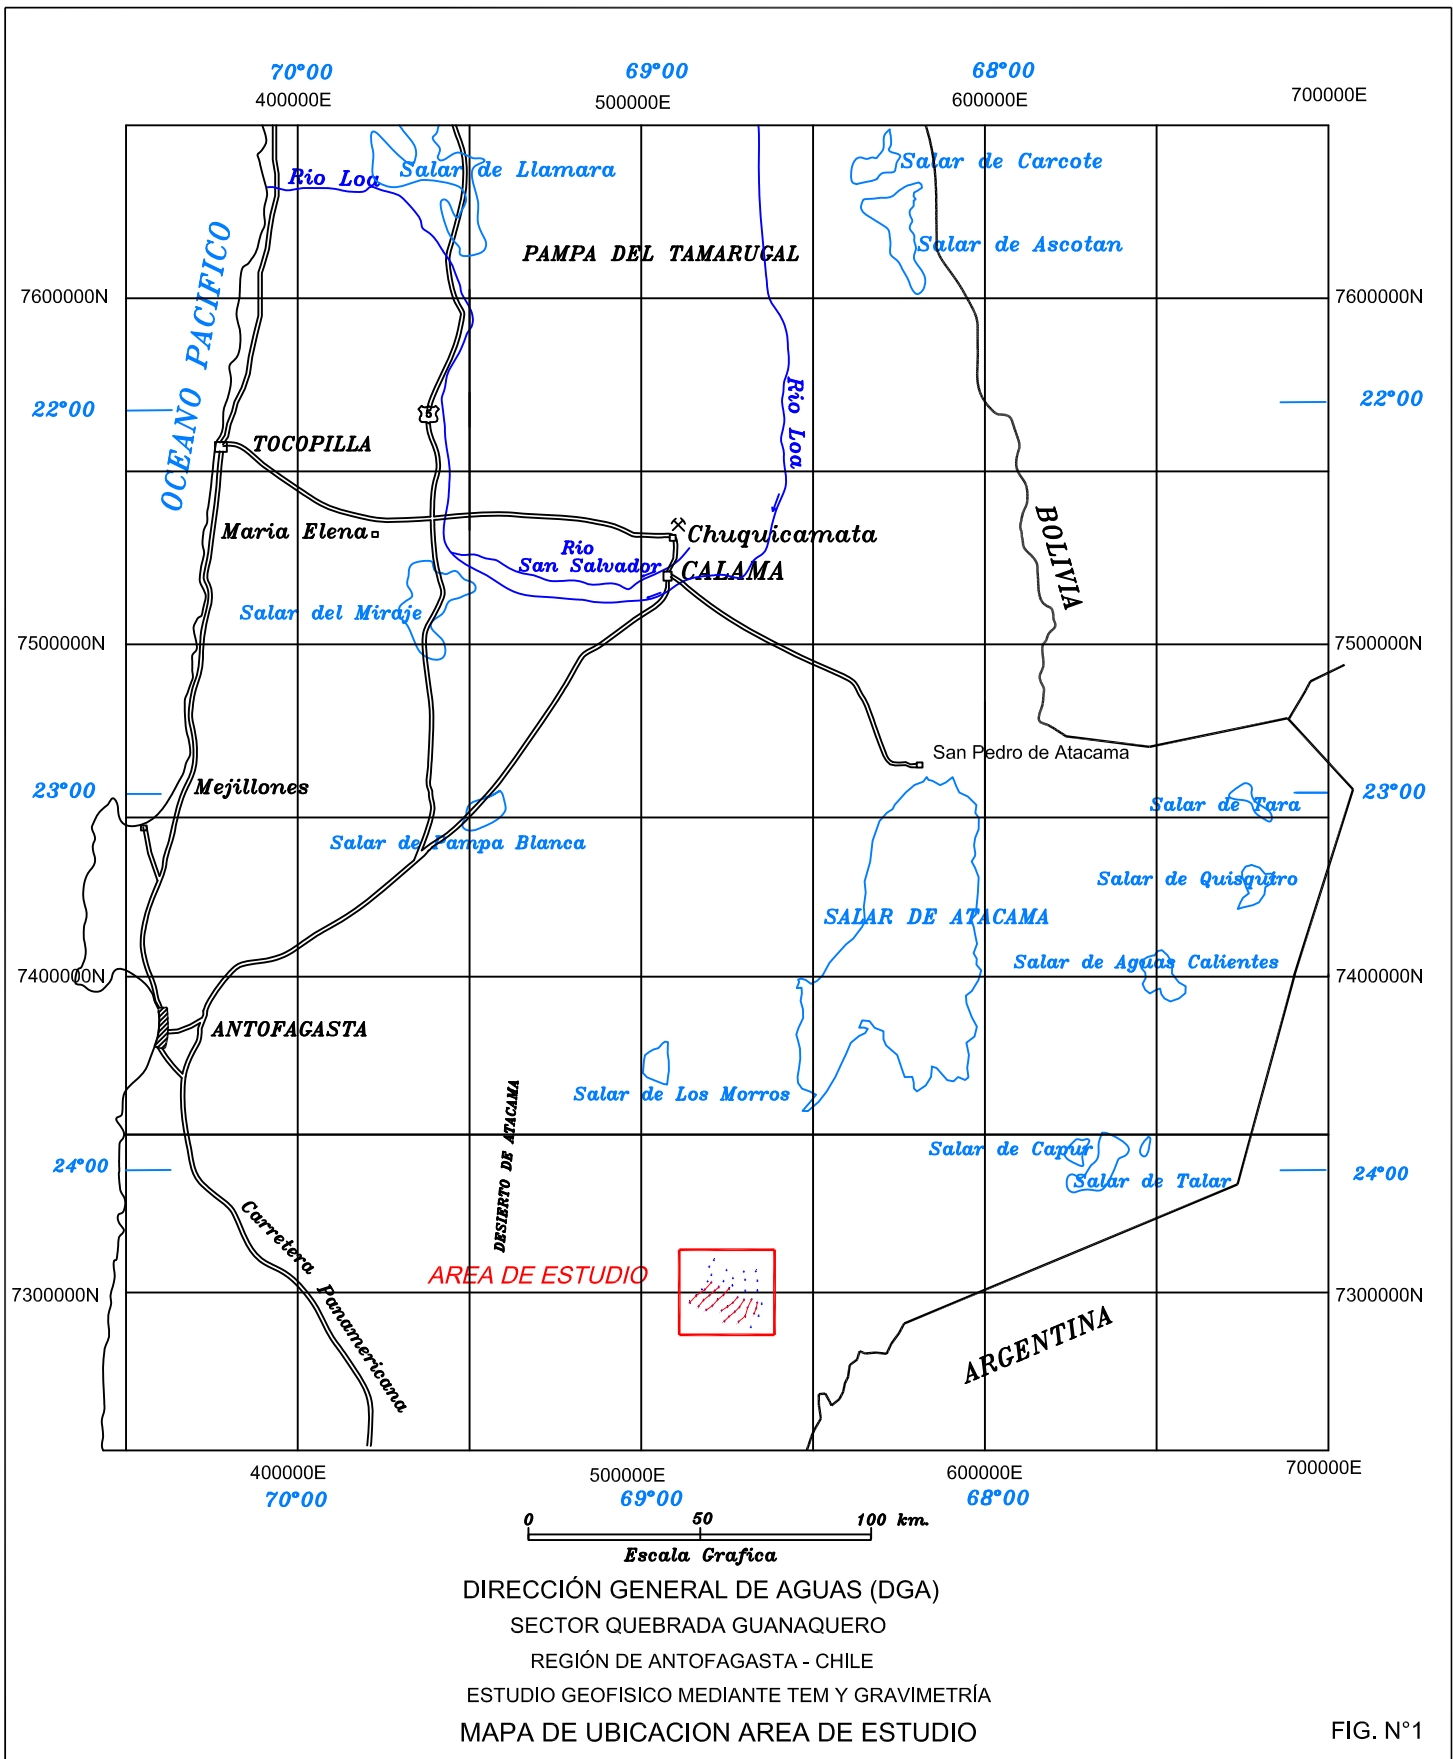 70°00
69°00
68°00
400000E
500000E
600000E
700000E
Salar de Carcote
Salar de Llamara
Rio Loa
OCEANO PACIFICO
PAMPA DEL TAMARUGAL
Salar de Ascotan
7600000N
7600000N
22°00
22°00
5
Rio Loa
TOCOPILLA
Maria Elena
Chuquicamata
BOLIVIA
Rio
San Salvador
CALAMA
Salar del Miraje
7500000N
7500000N
San Pedro de Atacama
23°00
Mejillones
23°00
Salar de Tara
Salar de Pampa Blanca
Salar de Quisquiro
SALAR DE ATACAMA
Salar de Aguas Calientes
7400000N
7400000N
ANTOFAGASTA
Salar de Los Morros
DESIERTO DE ATACAMA
Salar de Capur
24°00
24°00
Salar de Talar
Carretera Panamericana
AREA DE ESTUDIO
7300000N
7300000N
ARGENTINA
400000E
500000E
600000E
700000E
70°00
69°00
68°00
0 50 100 km.
Escala Grafica
DIRECCIÓN GENERAL DE AGUAS (DGA)
SECTOR QUEBRADA GUANAQUERO
REGIÓN DE ANTOFAGASTA - CHILE
ESTUDIO GEOFISICO MEDIANTE TEM Y GRAVIMETRÍA
MAPA DE UBICACION AREA DE ESTUDIO
FIG. N°1